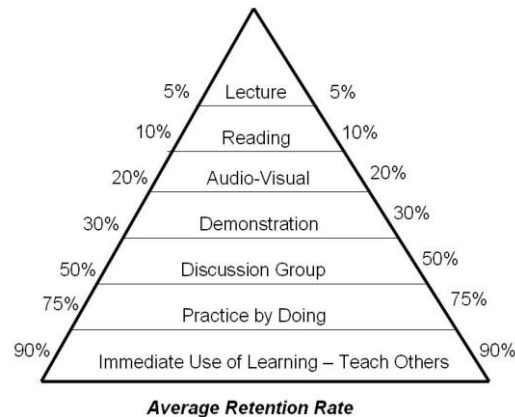 5% Lecture 5%
10% Reading 10%
20% Audio-Visual 20%
30% Demonstration 30%
50% Discussion Group 50%
75% Practice by Doing 75%
90% Immediate Use of Learning – Teach Others 90%
Average Retention Rate